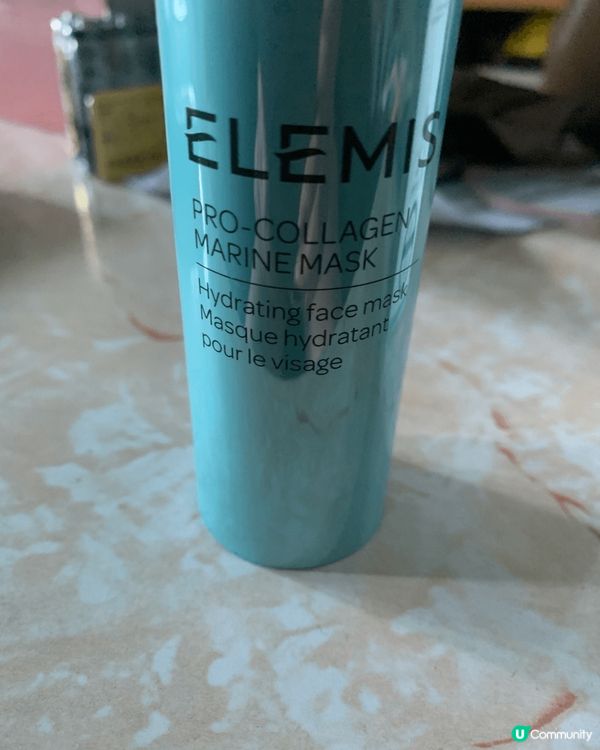 ELEMIS
PRO-COLLAGEN
MARINE MASK
Hydrating face mask
Masque hydratant
pour le visage
U Community